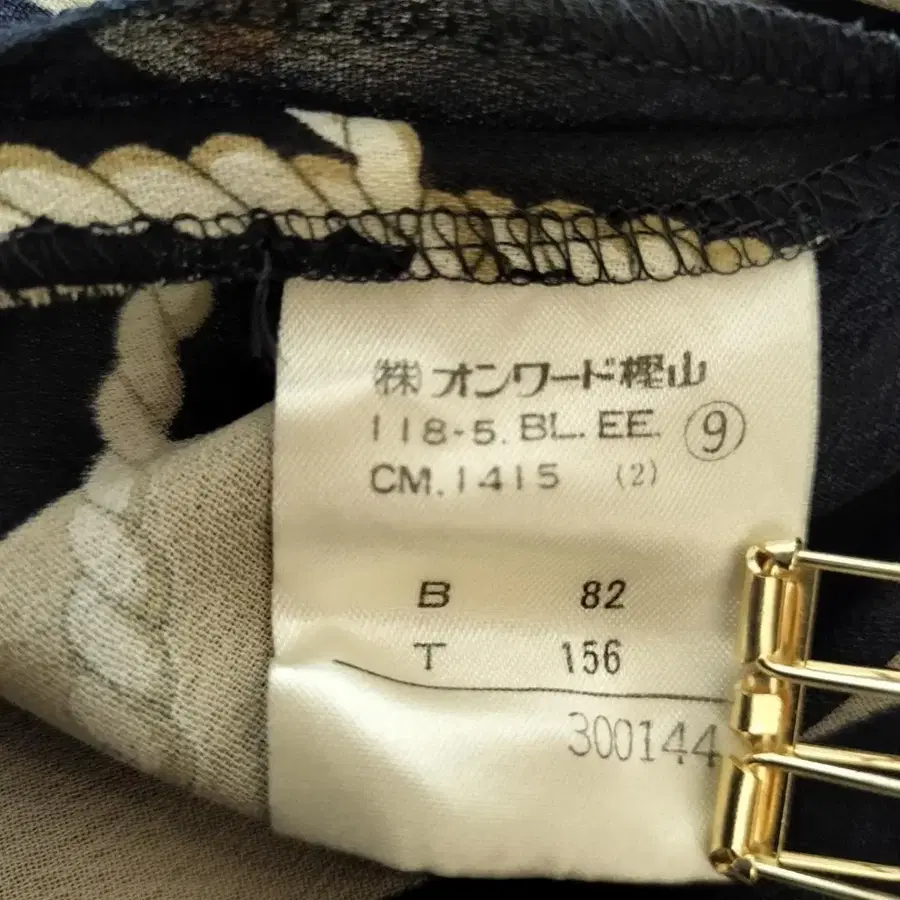 (株)オンワード樫山
118-5.BL.EE. ⑨
CM.1415 (2)
B 82
T 156
300144